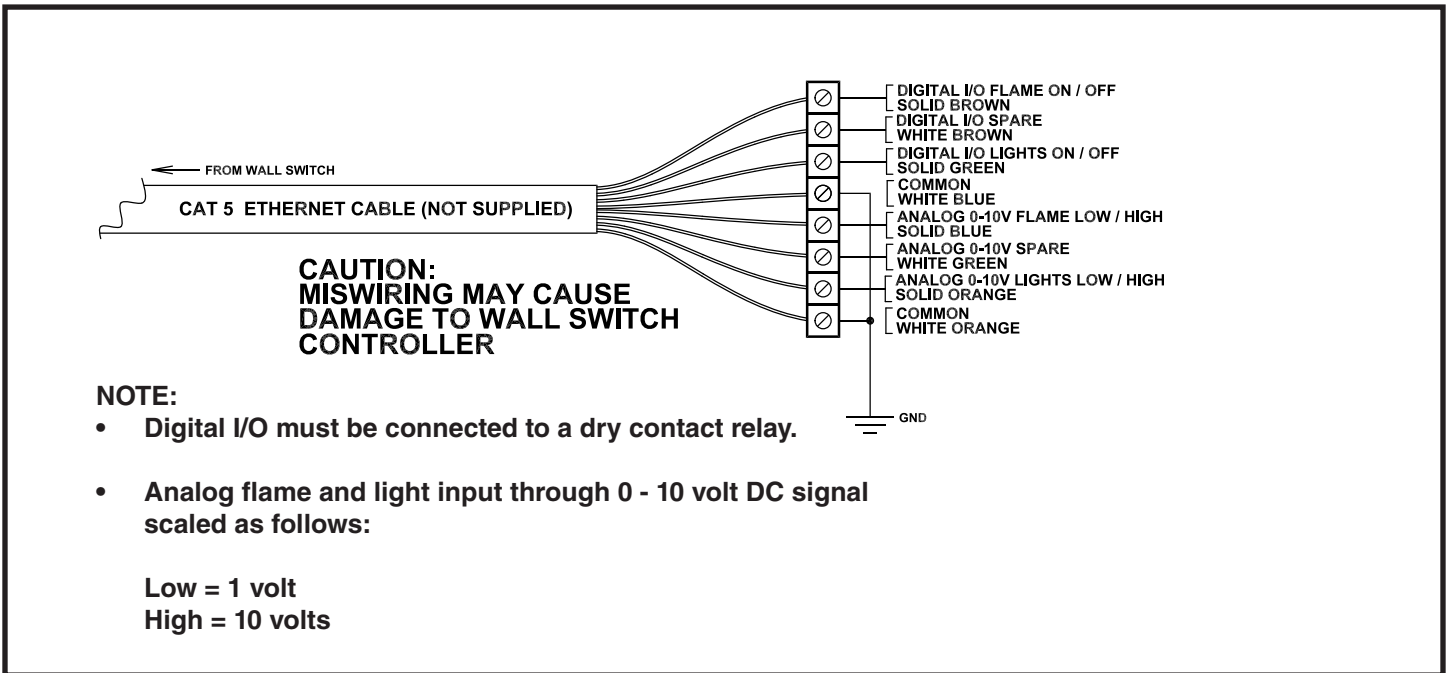 DIGITAL I/O FLAME ON / OFF
SOLID BROWN
DIGITAL I/O SPARE
WHITE BROWN
DIGITAL I/O LIGHTS ON / OFF
SOLID GREEN
COMMON
WHITE BLUE
ANALOG 0-10V FLAME LOW / HIGH
SOLID BLUE
ANALOG 0-10V SPARE
WHITE GREEN
ANALOG 0-10V LIGHTS LOW / HIGH
SOLID ORANGE
COMMON
WHITE ORANGE
FROM WALL SWITCH
CAT 5 ETHERNET CABLE (NOT SUPPLIED)
CAUTION:
MISWIRING MAY CAUSE
DAMAGE TO WALL SWITCH
CONTROLLER
GND
NOTE:
• Digital I/O must be connected to a dry contact relay.
• Analog flame and light input through 0 - 10 volt DC signal
scaled as follows:
Low = 1 volt
High = 10 volts